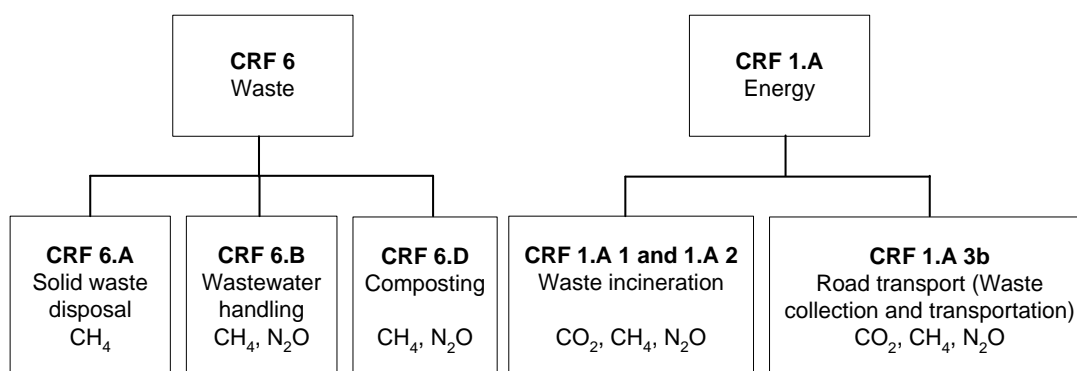 CRF 6
Waste
CRF 1.A
Energy
CRF 6.A
Solid waste
disposal
CH₄
CRF 6.B
Wastewater
handling
CH₄, N₂O
CRF 6.D
Composting
CH₄, N₂O
CRF 1.A 1 and 1.A 2
Waste incineration
CO₂, CH₄, N₂O
CRF 1.A 3b
Road transport (Waste
collection and transportation)
CO₂, CH₄, N₂O